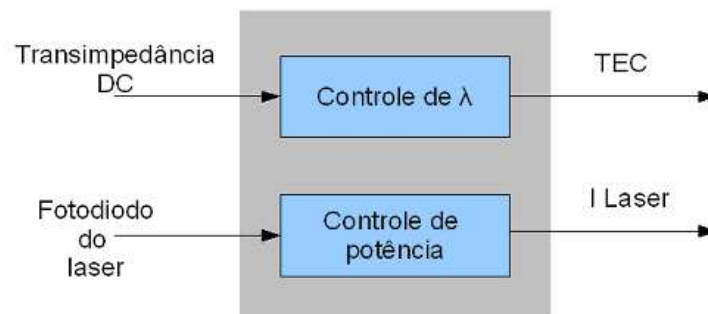 Transimpedância
DC
Controle de λ
TEC
Fotodiodo
do
laser
Controle de
potência
I Laser